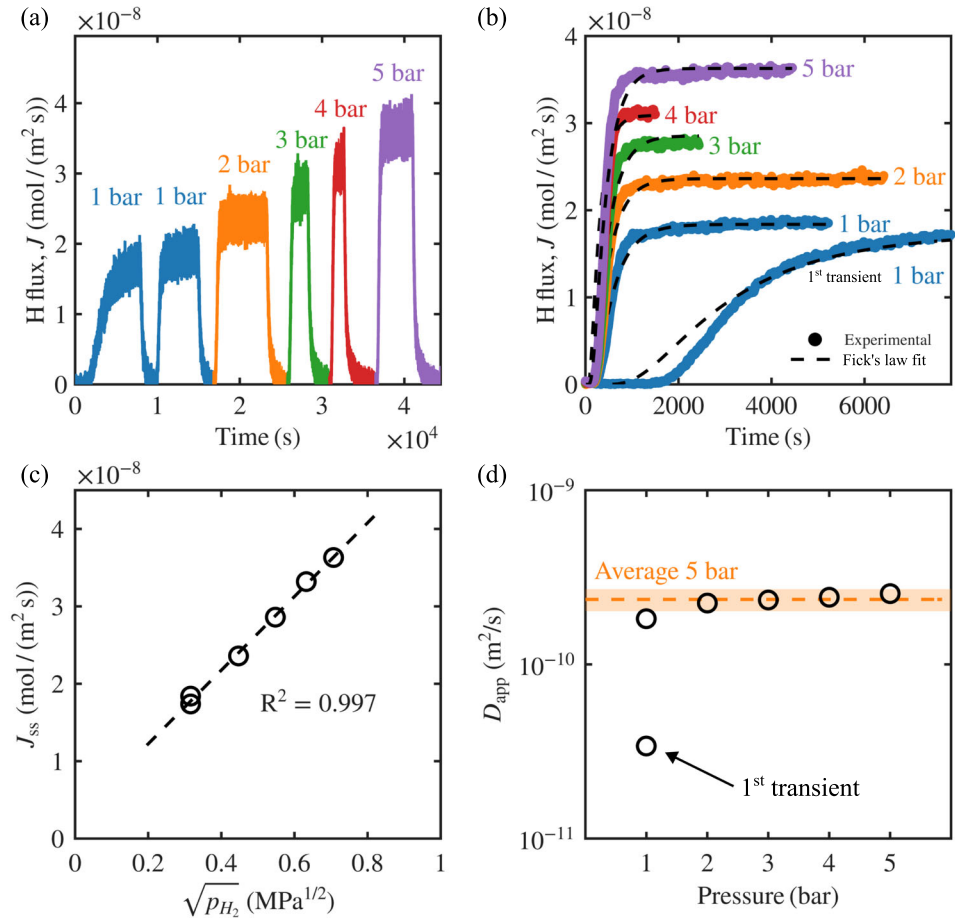 (a)
×10⁻⁸
H flux, J (mol / (m² s))
4
3
2
1
0
1 bar
1 bar
2 bar
3 bar
4 bar
5 bar
0
1
2
3
4
Time (s)
×10⁴
(b)
×10⁻⁸
H flux, J (mol / (m² s))
4
3
2
1
0
5 bar
4 bar
3 bar
2 bar
1 bar
1ˢᵗ transient
1 bar
Experimental
Fick's law fit
0
2000
4000
6000
Time (s)
(c)
×10⁻⁸
J_ss (mol / (m² s))
4
3
2
1
0
R² = 0.997
0
0.2
0.4
0.6
0.8
1
√p_H₂ (MPa^1/2)
(d)
D_app (m²/s)
10⁻⁹
10⁻¹⁰
10⁻¹¹
Average 5 bar
1ˢᵗ transient
1
2
3
4
5
Pressure (bar)